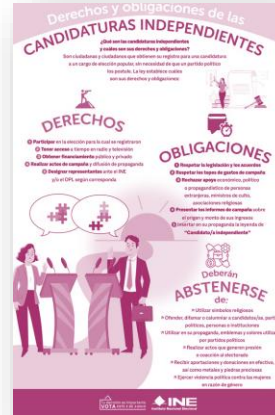 Derechos y obligaciones de las
CANDIDATURAS INDEPENDIENTES
¿Qué son las candidaturas independientes
y cuáles son sus derechos y obligaciones?
Son ciudadanas y ciudadanos que obtienen su registro para una candidatura
a un cargo de elección popular, sin necesidad de que un partido político
los postule. La ley establece cuáles
son sus derechos y obligaciones:
DERECHOS
Participar en la elección para la cual se registraron
Tener acceso a tiempo en radio y televisión
Obtener financiamiento público y privado
Realizar actos de campaña y difusión de propaganda
Designar representantes ante el INE
y/o el OPL según corresponda
OBLIGACIONES
Respetar la legislación y los acuerdos
Respetar los topes de gastos de campaña
Rechazar apoyo económico, político
o propagandístico de personas
extranjeras, ministros de culto,
asociaciones religiosas
Presentar los informes de campaña sobre
el origen y monto de sus ingresos
Insertar en su propaganda la leyenda de
"Candidata/o independiente"
Deberán
ABSTENERSE
de:
Utilizar símbolos religiosos
Ofender, difamar o calumniar a candidatos/as, partidos
políticos, personas o instituciones
Utilizar en su propaganda, emblemas y colores utilizados
por partidos políticos
Realizar actos que generen presión
o coacción al electorado
Recibir aportaciones y donaciones en efectivo,
así como metales y piedras preciosas
Ejercer violencia política contra las mujeres
en razón de género
INE
Instituto Nacional Electoral